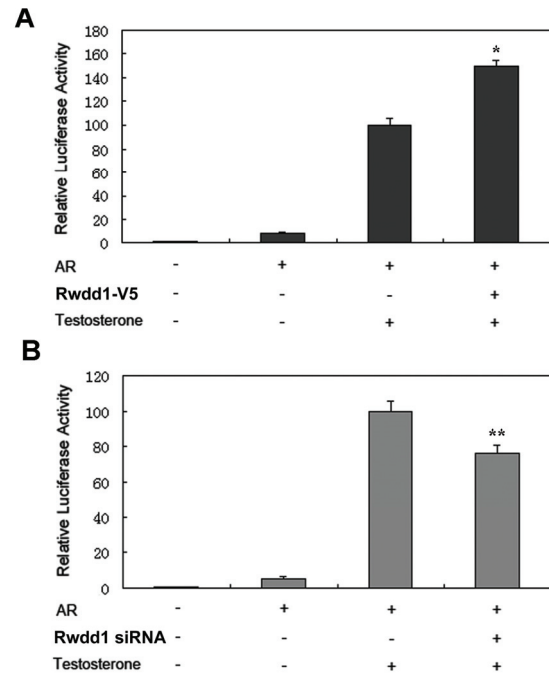 A
Relative Luciferase Activity
180
160
140
120
100
80
60
40
20
0
*
AR - + + +
Rwdd1-V5 - - - +
Testosterone - - + +
B
Relative Luciferase Activity
120
100
80
60
40
20
0
**
AR - + + +
Rwdd1 siRNA - - - +
Testosterone - - + +